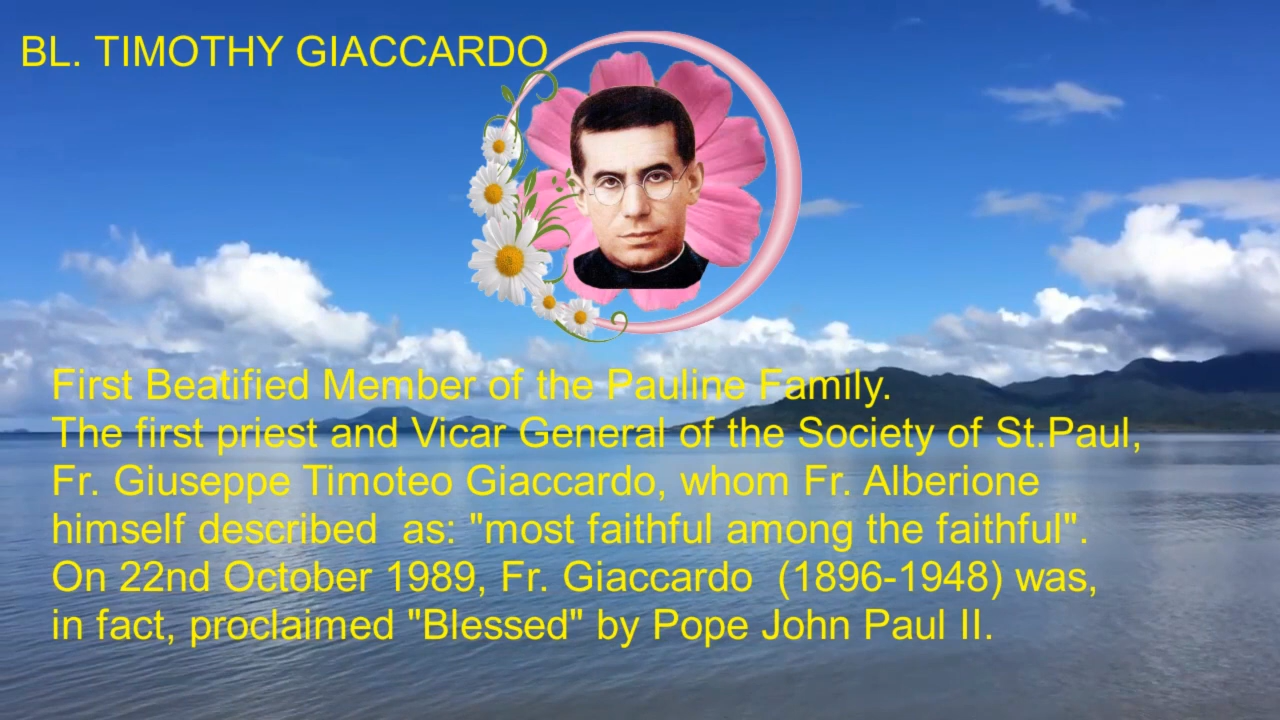 BL. TIMOTHY GIACCARDO
First Beatified Member of the Pauline Family.
The first priest and Vicar General of the Society of St.Paul,
Fr. Giuseppe Timoteo Giaccardo, whom Fr. Alberione
himself described  as: "most faithful among the faithful".
On 22nd October 1989, Fr. Giaccardo  (1896-1948) was,
in fact, proclaimed "Blessed" by Pope John Paul II.